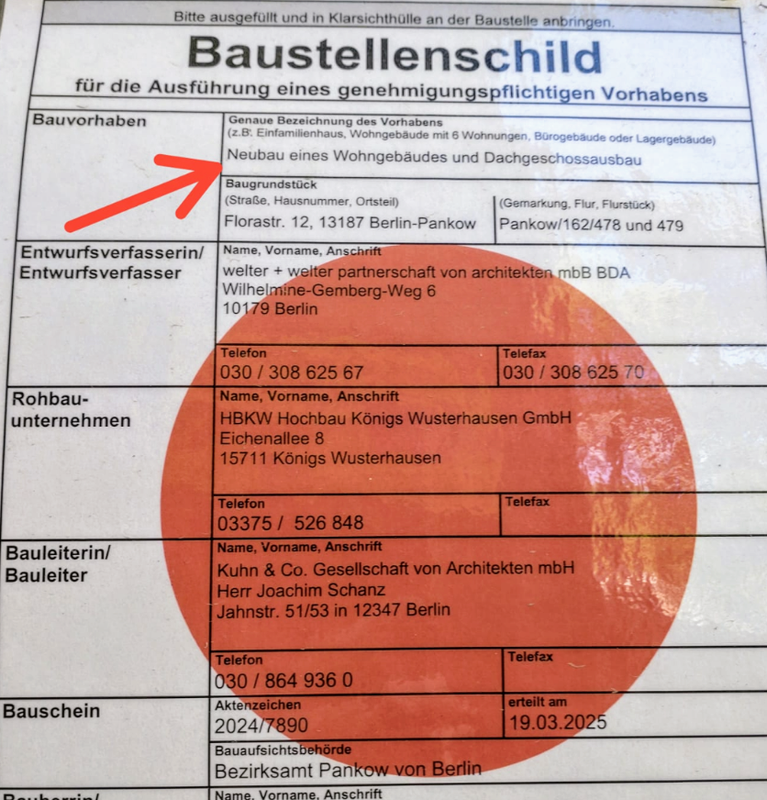 Bitte ausgefüllt und in Klarsichthülle an der Baustelle anbringen.
Baustellenschild
für die Ausführung eines genehmigungspflichtigen Vorhabens
Bauvorhaben
Genaue Bezeichnung des Vorhabens
(z.B. Einfamilienhaus, Wohngebäude mit 6 Wohnungen, Bürogebäude oder Lagergebäude)
Neubau eines Wohngebäudes und Dachgeschossausbau
Baugrundstück
(Straße, Hausnummer, Ortsteil)
Florastr. 12, 13187 Berlin-Pankow
(Gemarkung, Flur, Flurstück)
Pankow/162/478 und 479
Entwurfsverfasserin/
Entwurfsverfasser
Name, Vorname, Anschrift
welter + welter partnerschaft von architekten mbB BDA
Wilhelmine-Gemberg-Weg 6
10179 Berlin
Telefon
030 / 308 625 67
Telefax
030 / 308 625 70
Rohbau-
unternehmen
Name, Vorname, Anschrift
HBKW Hochbau Königs Wusterhausen GmbH
Eichenallee 8
15711 Königs Wusterhausen
Telefon
03375 / 526 848
Telefax
Bauleiterin/
Bauleiter
Name, Vorname, Anschrift
Kuhn & Co. Gesellschaft von Architekten mbH
Herr Joachim Schanz
Jahnstr. 51/53 in 12347 Berlin
Telefon
030 / 864 936 0
Telefax
Bauschein
Aktenzeichen
2024/7890
erteilt am
19.03.2025
Bauaufsichtsbehörde
Bezirksamt Pankow von Berlin
Bauherrin/
Name, Vorname, Anschrift